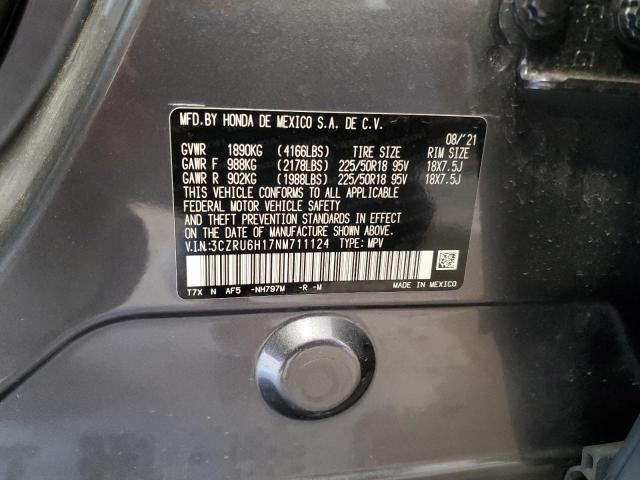 MFD.BY HONDA DE MEXICO S.A. DE C.V.
08/'21
GVWR 1890KG (4166LBS) TIRE SIZE RIM SIZE
GAWR F 988KG (2178LBS) 225/50R18 95V 18X7.5J
GAWR R 902KG (1988LBS) 225/50R18 95V 18X7.5J
THIS VEHICLE CONFORMS TO ALL APPLICABLE
FEDERAL MOTOR VEHICLE SAFETY
AND THEFT PREVENTION STANDARDS IN EFFECT
ON THE DATE OF MANUFACTURE SHOWN ABOVE.
V.I.N:3CZRU6H17NM711124 TYPE: MPV
T7X N AF5 -NH797M -R -M MADE IN MEXICO